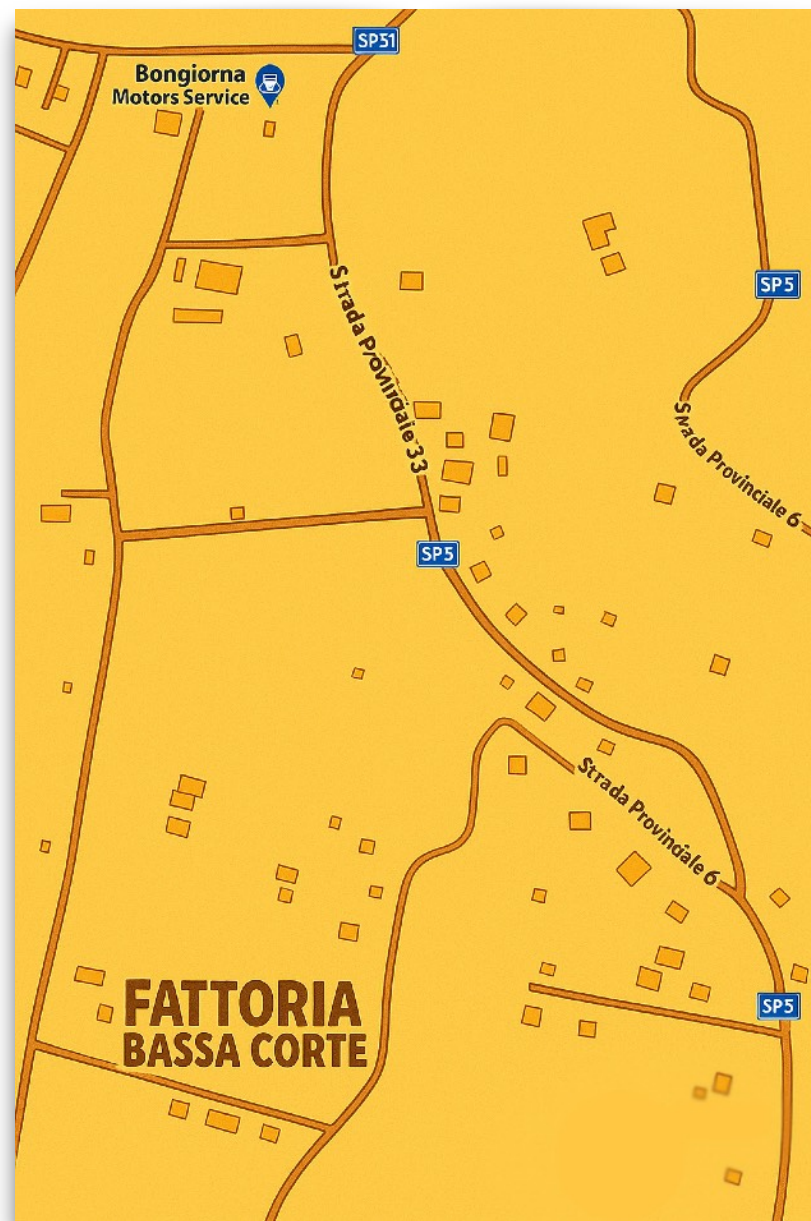 SP51
Bongiorna
Motors Service
SP5
Strada Provinciale 33
Strada Provinciale 6
SP5
Strada Provinciale 6
FATTORIA
BASSA CORTE
SP5